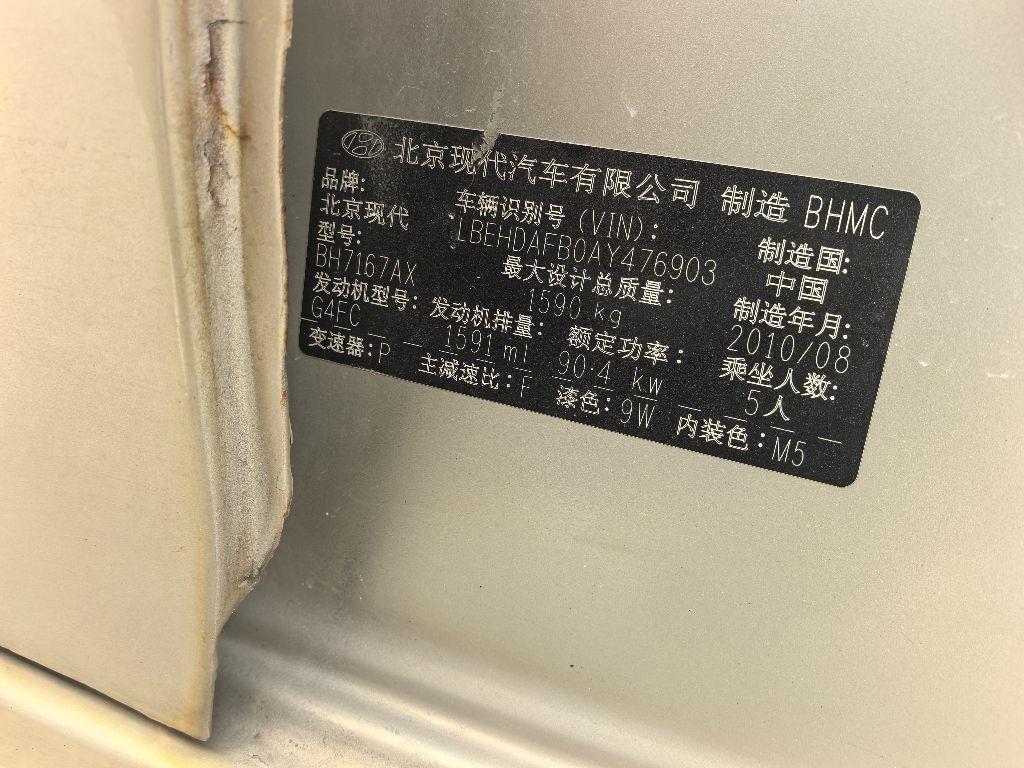 北京现代汽车有限公司 制造 BHMC
品牌: 车辆识别号 (VIN): 制造国:
北京现代 LBEHDAFB0AY476903 中国
型号: 最大设计总质量: 制造年月:
BH7167AX 1590 kg 2010/08
发动机型号: 发动机排量: 额定功率: 乘坐人数:
G4EC 1591 ml 90.4 kw 5人
变速器:P 主减速比:F 漆色:9W 内装色:M5